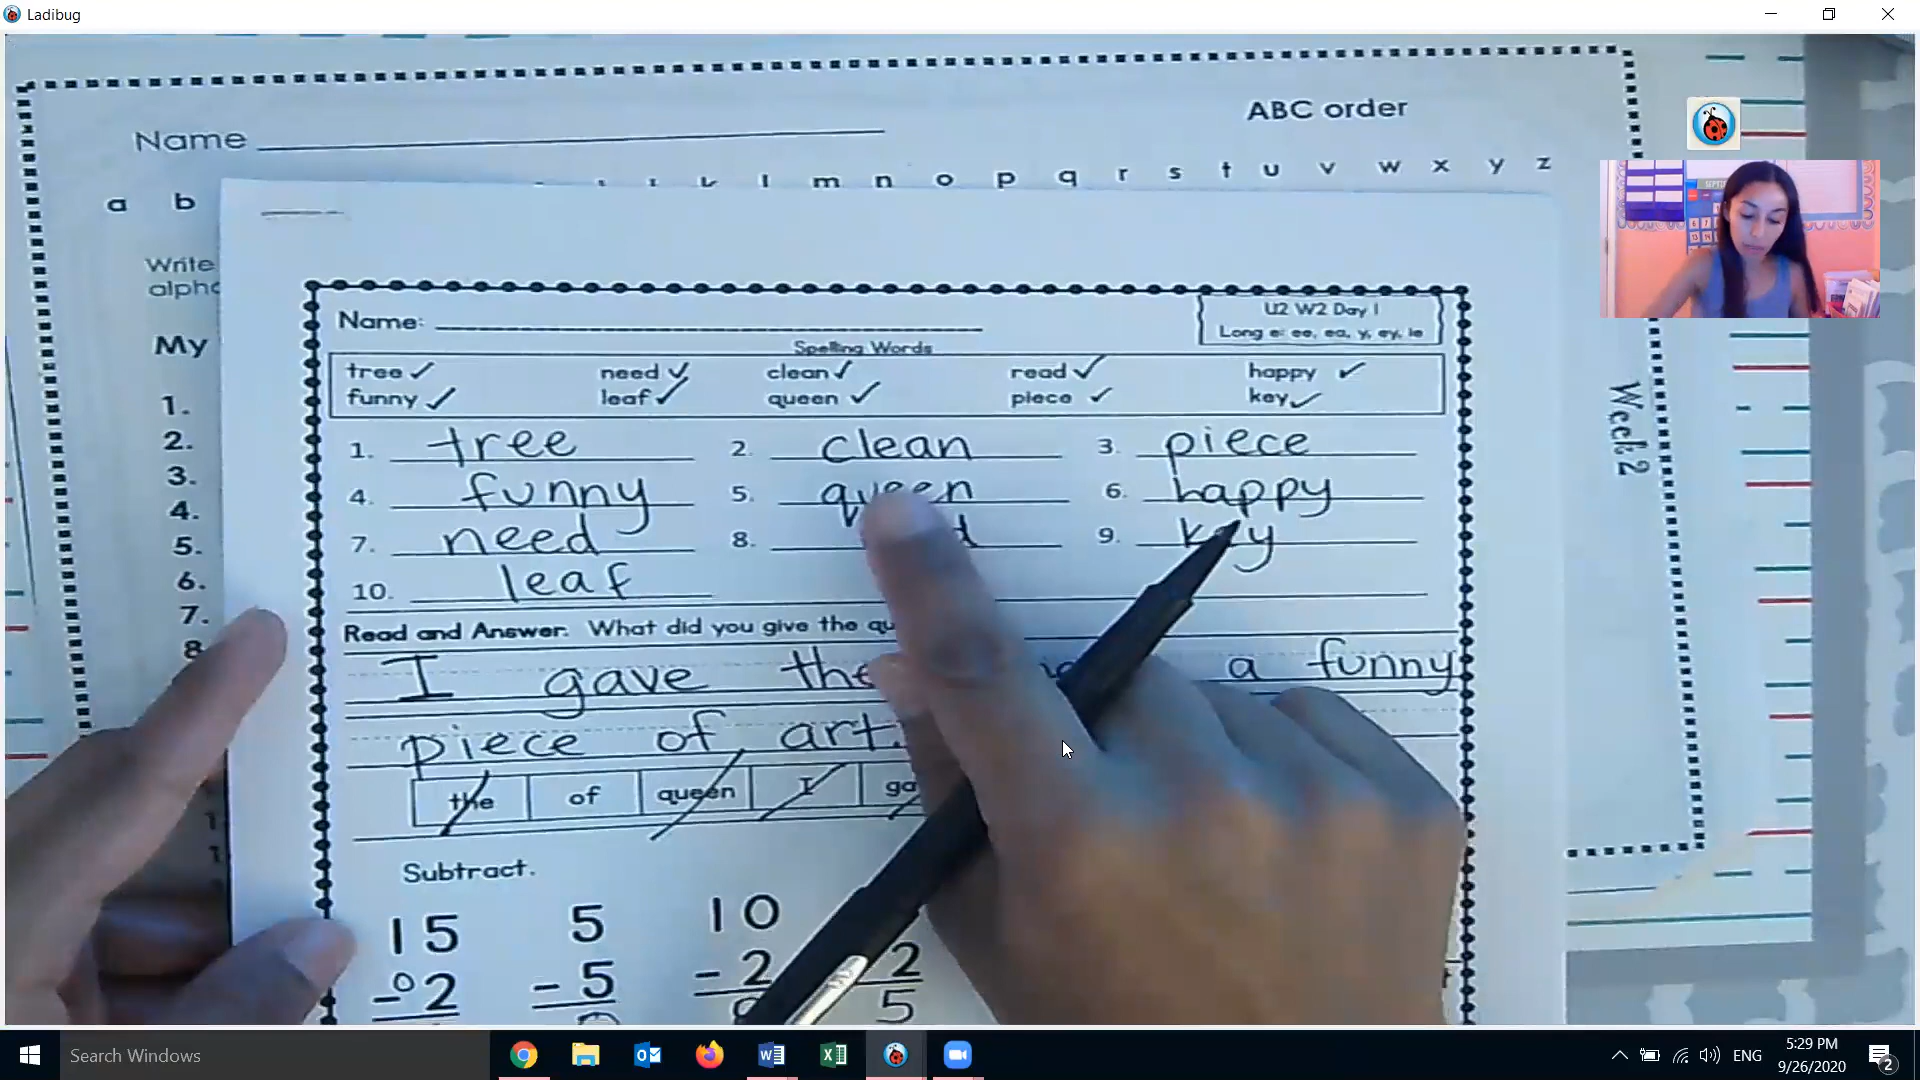 Ladibug
ABC order
Name
a b l m n o p q r s t u v w x y z
Write
My
1.
2.
3.
4.
5.
6.
7.
8
Week 2
Name:
U2 W2 Day 1
Long e: ee, ea, y, ey, ie
Spelling Words
tree ✓ need ✓ clean ✓ read ✓ happy ✓
funny ✓ leaf ✓ queen ✓ piece ✓ key ✓
1. tree 2. clean 3. piece
4. funny 5. queen 6. happy
7. need 8. 9. key
10. leaf
Read and Answer. What did you give the
I gave the a funny
piece of art.
the of queen I
Subtract.
15 5 10
- 2 - 5 - 2 2
5
Search Windows
ENG
5:29 PM
9/26/2020
2